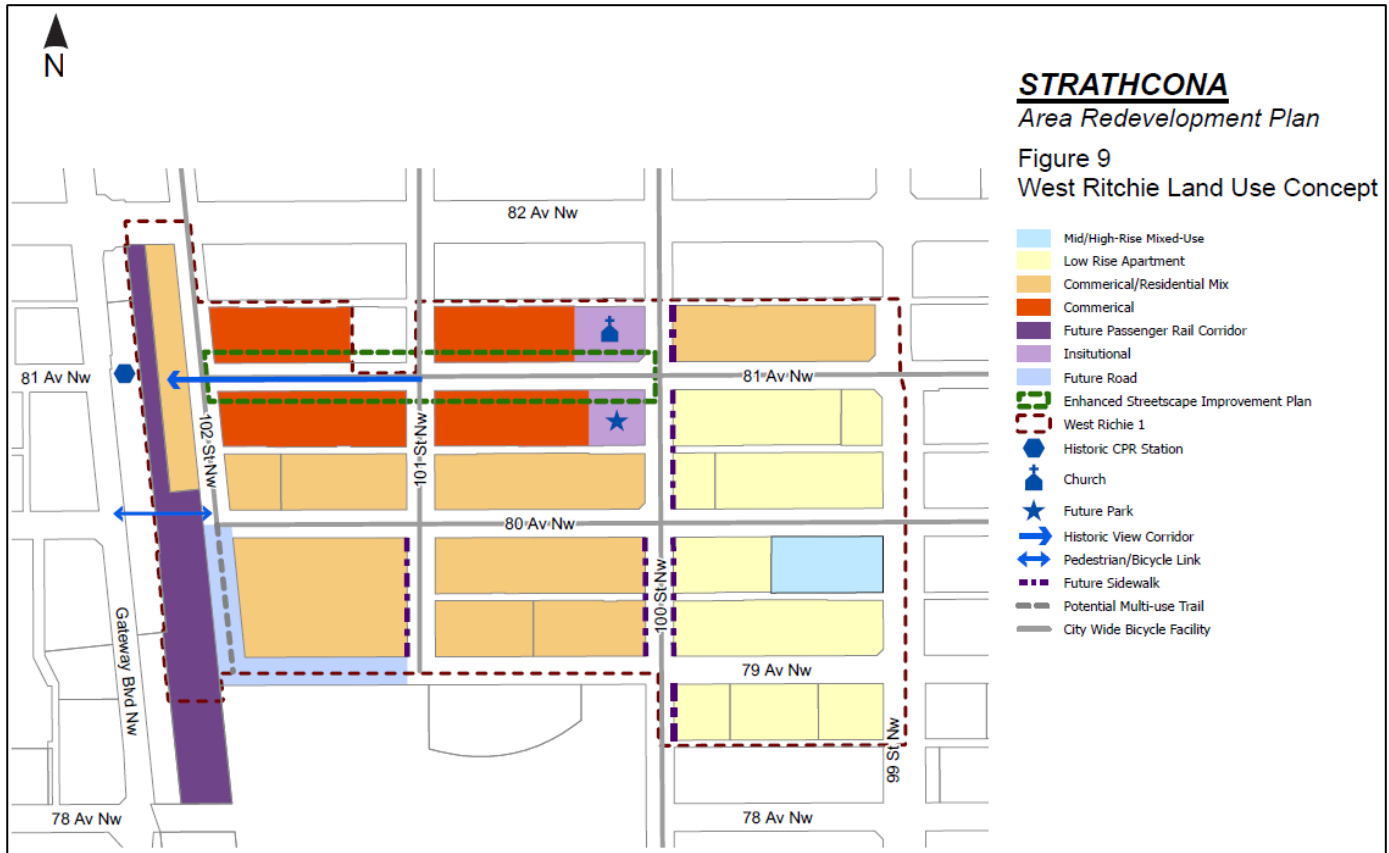 N
STRATHCONA
Area Redevelopment Plan
Figure 9
West Ritchie Land Use Concept
Mid/High-Rise Mixed-Use
Low Rise Apartment
Commerical/Residential Mix
Commerical
Future Passenger Rail Corridor
Insitutional
Future Road
Enhanced Streetscape Improvement Plan
West Richie 1
Historic CPR Station
Church
Future Park
Historic View Corridor
Pedestrian/Bicycle Link
Future Sidewalk
Potential Multi-use Trail
City Wide Bicycle Facility
82 Av Nw
81 Av Nw
81 Av Nw
102 St Nw
101 St Nw
80 Av Nw
100 St Nw
Gateway Blvd Nw
79 Av Nw
99 St Nw
78 Av Nw
78 Av Nw